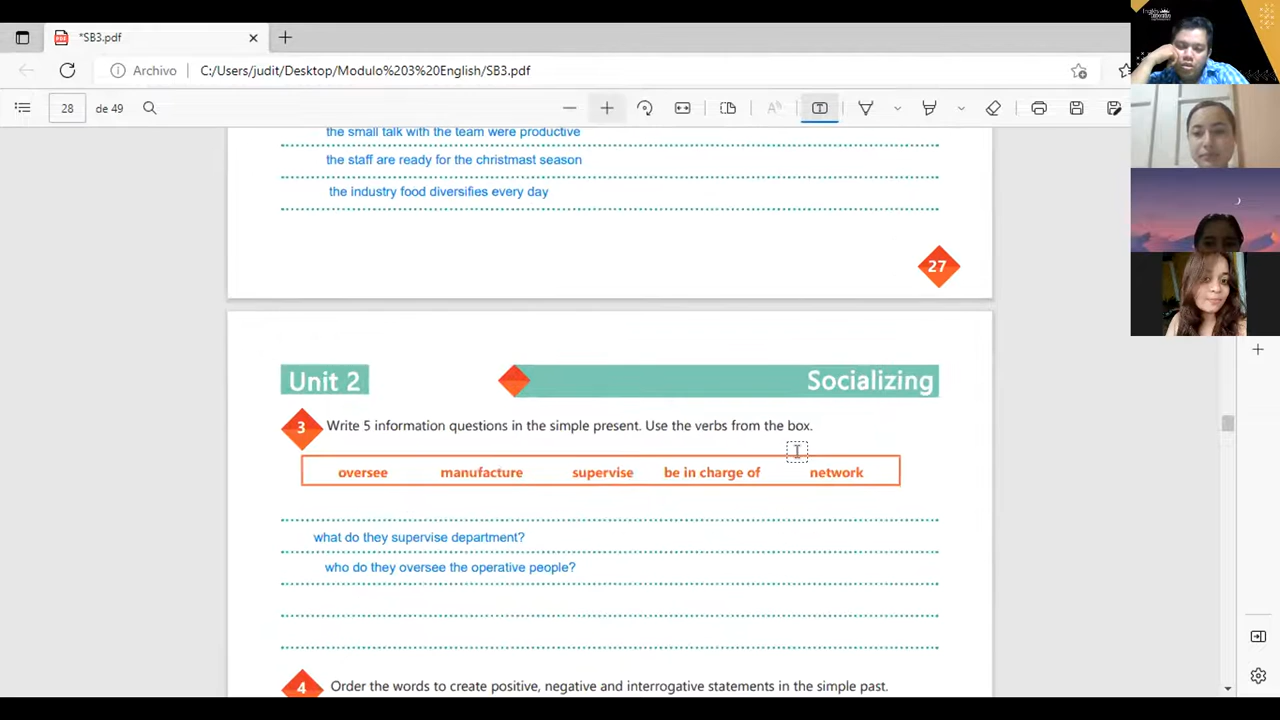 *SB3.pdf
Archivo
C:/Users/judit/Desktop/Modulo%203%20English/SB3.pdf
28
de 49
the small talk with the team were productive
the staff are ready for the christmast season
the industry food diversifies every day
27
Unit 2
Socializing
3
Write 5 information questions in the simple present. Use the verbs from the box.
oversee manufacture supervise be in charge of network
what do they supervise department?
who do they oversee the operative people?
4
Order the words to create positive, negative and interrogative statements in the simple past.